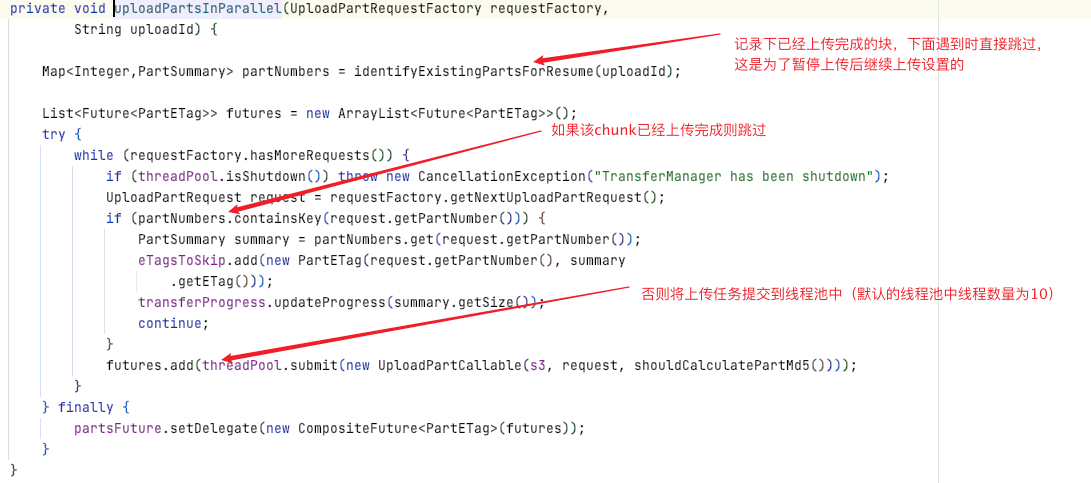 private void uploadPartsInParallel(UploadPartRequestFactory requestFactory,
String uploadId) {
记录下已经上传完成的块，下面遇到时直接跳过，
这是为了暂停上传后继续上传设置的
Map<Integer,PartSummary> partNumbers = identifyExistingPartsForResume(uploadId);
List<Future<PartETag>> futures = new ArrayList<Future<PartETag>>();
如果该chunk已经上传完成则跳过
try {
while (requestFactory.hasMoreRequests()) {
if (threadPool.isShutdown()) throw new CancellationException("TransferManager has been shutdown");
UploadPartRequest request = requestFactory.getNextUploadPartRequest();
if (partNumbers.containsKey(request.getPartNumber())) {
PartSummary summary = partNumbers.get(request.getPartNumber());
eTagsToSkip.add(new PartETag(request.getPartNumber(), summary
.getETag()));
否则将上传任务提交到线程池中（默认的线程池中线程数量为10）
transferProgress.updateProgress(summary.getSize());
continue;
}
futures.add(threadPool.submit(new UploadPartCallable(s3, request, shouldCalculatePartMd5())));
}
} finally {
partsFuture.setDelegate(new CompositeFuture<PartETag>(futures));
}
}